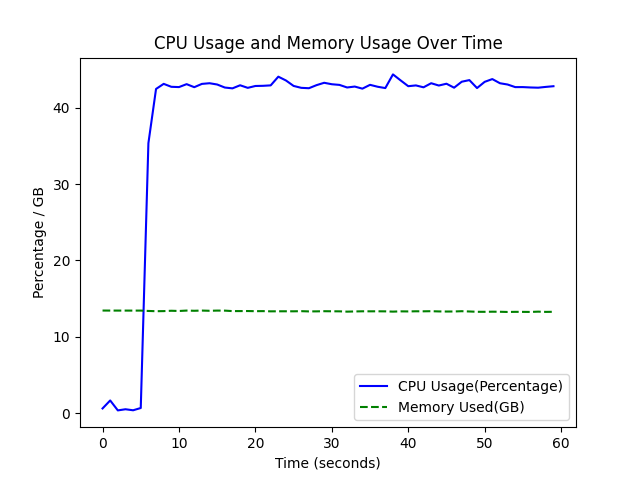 CPU Usage and Memory Usage Over Time
Percentage / GB
40
30
20
10
0
0 10 20 30 40 50 60
Time (seconds)
CPU Usage(Percentage)
Memory Used(GB)